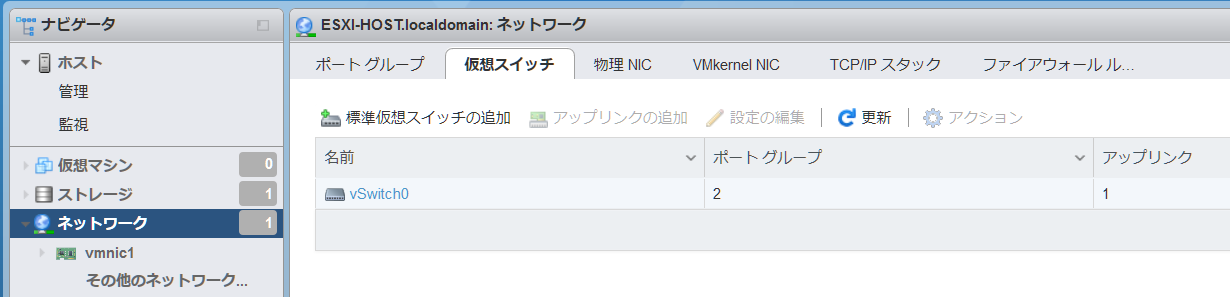 ナビゲータ
ホスト
管理
監視
仮想マシン 0
ストレージ 1
ネットワーク 1
vmnic1
その他のネットワーク...
ESXI-HOST.localdomain: ネットワーク
ポート グループ 仮想スイッチ 物理 NIC VMkernel NIC TCP/IP スタック ファイアウォール ル...
標準仮想スイッチの追加 アップリンクの追加 設定の編集 更新 アクション
名前 ポート グループ アップリンク
vSwitch0 2 1